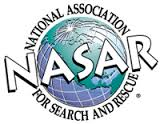 NATIONAL ASSOCIATION
NASAR
FOR SEARCH AND RESCUE
®